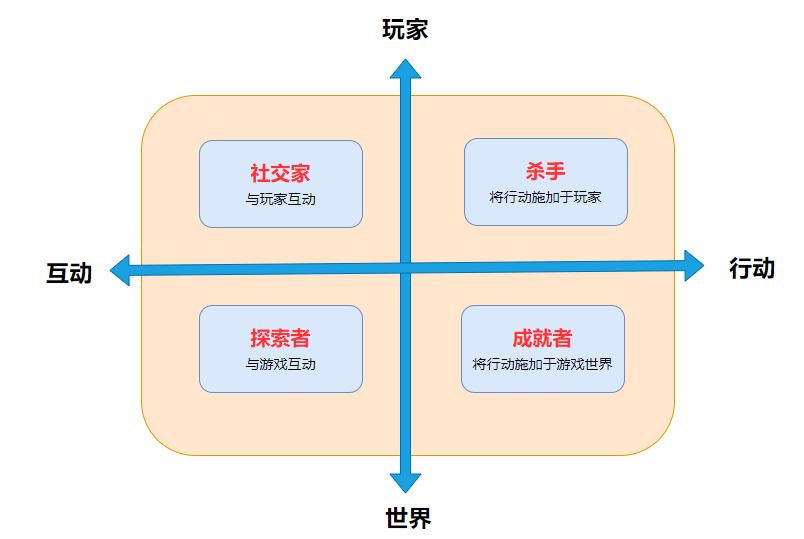 玩家
社交家
与玩家互动
杀手
将行动施加于玩家
互动
行动
探索者
与游戏互动
成就者
将行动施加于游戏世界
世界